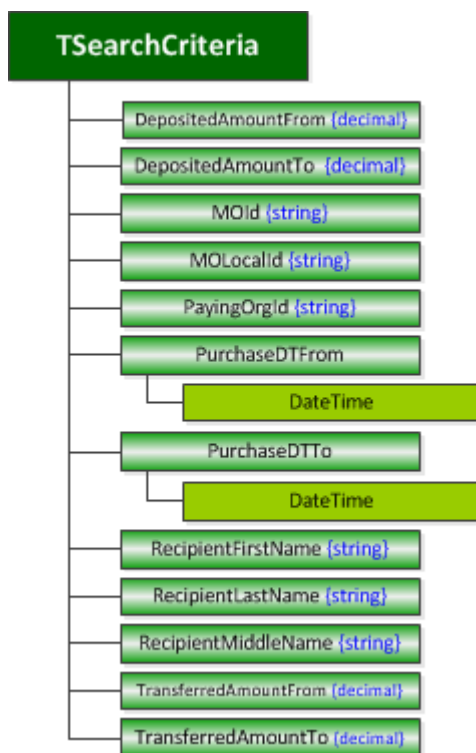 TSearchCriteria
DepositedAmountFrom {decimal}
DepositedAmountTo {decimal}
MOId {string}
MOLocalId {string}
PayingOrgId {string}
PurchaseDTFrom
DateTime
PurchaseDTTo
DateTime
RecipientFirstName {string}
RecipientLastName {string}
RecipientMiddleName {string}
TransferredAmountFrom {decimal}
TransferredAmountTo {decimal}